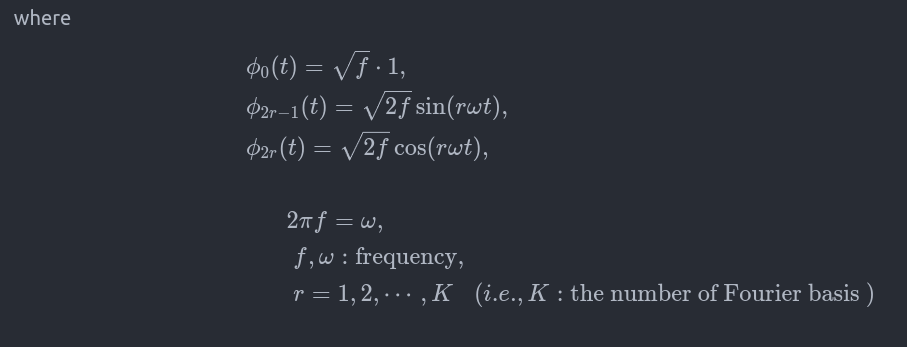 where
ϕ₀(t) = √f · 1,
ϕ₂ᵣ₋₁(t) = √2f sin(rωt),
ϕ₂ᵣ(t) = √2f cos(rωt),
2πf = ω,
f, ω : frequency,
r = 1, 2, ⋯ , K (i.e., K : the number of Fourier basis )